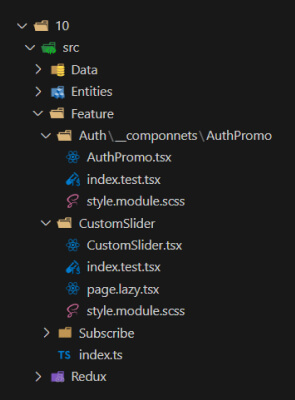 10
src
Data
Entities
Feature
Auth\__componnets\AuthPromo
AuthPromo.tsx
index.test.tsx
style.module.scss
CustomSlider
CustomSlider.tsx
index.test.tsx
page.lazy.tsx
style.module.scss
Subscribe
TS index.ts
Redux